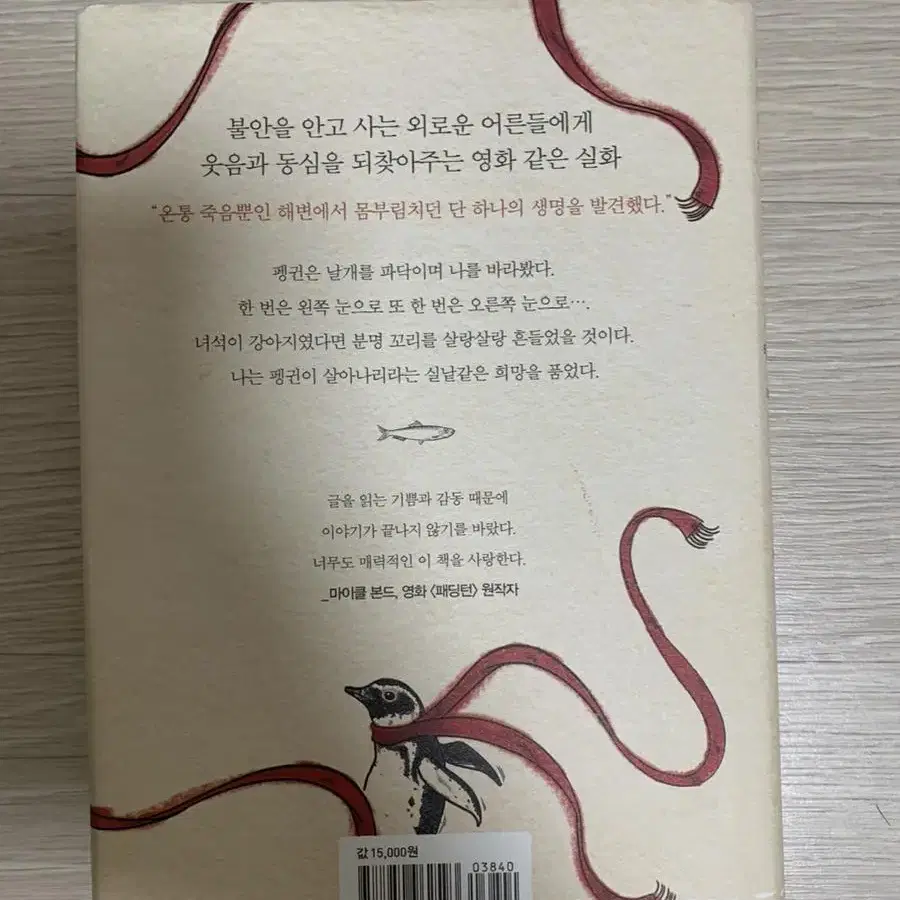 불안을 안고 사는 외로운 어른들에게
웃음과 동심을 되찾아주는 영화 같은 실화
“온통 죽음뿐인 해변에서 몸부림치던 단 하나의 생명을 발견했다.”
펭귄은 날개를 파닥이며 나를 바라봤다.
한 번은 왼쪽 눈으로 또 한 번은 오른쪽 눈으로….
녀석이 강아지였다면 분명 꼬리를 살랑살랑 흔들었을 것이다.
나는 펭귄이 살아나리라는 실낱같은 희망을 품었다.
글을 읽는 기쁨과 감동 때문에
이야기가 끝나지 않기를 바랐다.
너무도 매력적인 이 책을 사랑한다.
_마이클 본드, 영화 〈패딩턴〉 원작자
값 15,000원
03840